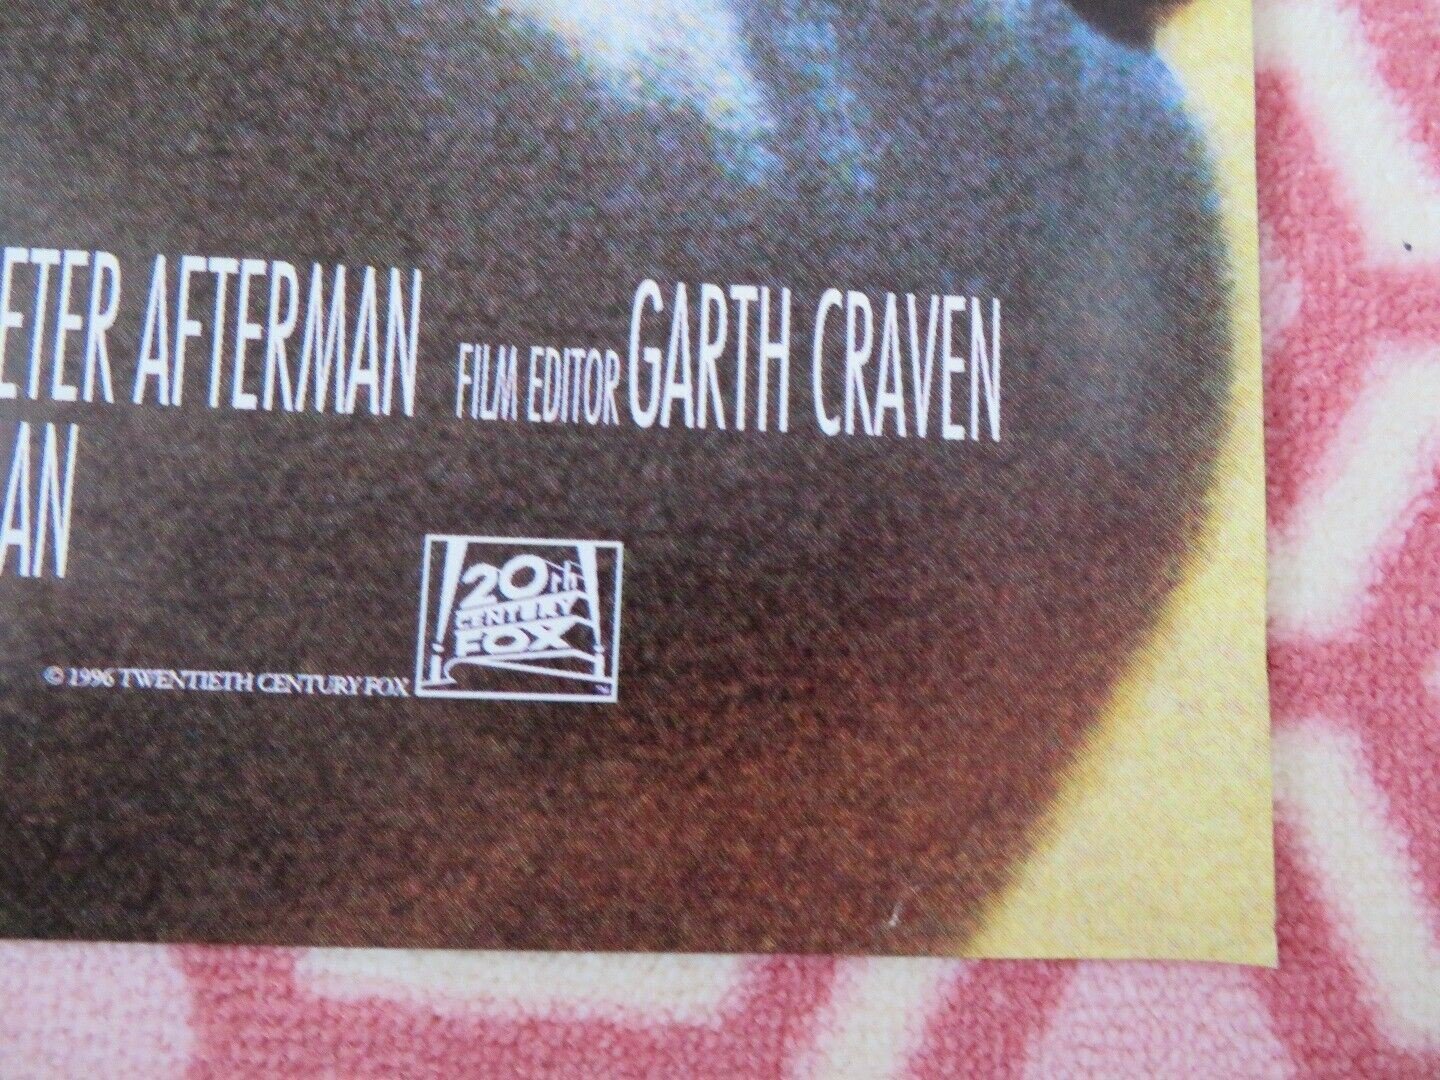 ETER AFTERMAN FILM EDITOR GARTH CRAVEN
AN
20TH
CENTURY
FOX
© 1996 TWENTIETH CENTURY FOX